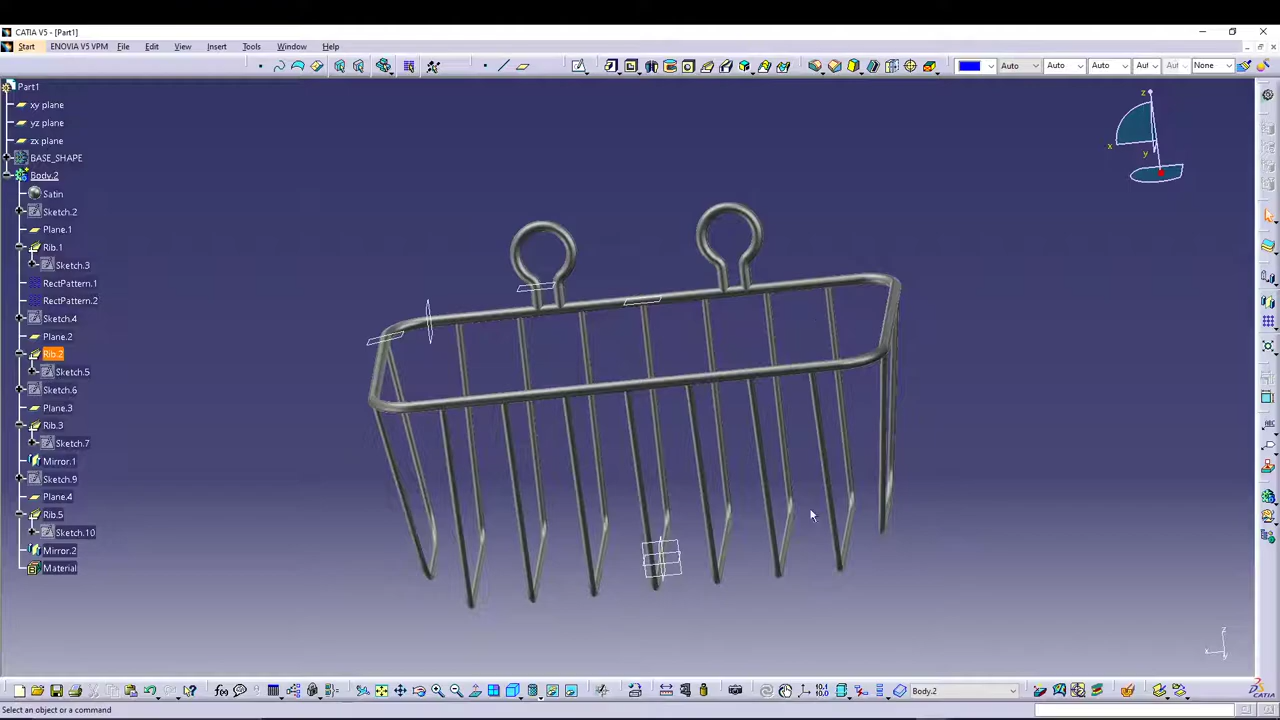 CATIA V5 - [Part1]
Start ENOVIA V5 VPM File Edit View Insert Tools Window Help
Auto Auto Auto Aut Aut None
Part1
xy plane
yz plane
zx plane
BASE_SHAPE
Body.2
Satin
Sketch.2
Plane.1
Rib.1
Sketch.3
RectPattern.1
RectPattern.2
Sketch.4
Plane.2
Rib.2
Sketch.5
Sketch.6
Plane.3
Rib.3
Sketch.7
Mirror.1
Sketch.9
Plane.4
Rib.5
Sketch.10
Mirror.2
Material
z
x
y
z
x
y
Body.2
CATIA
Select an object or a command